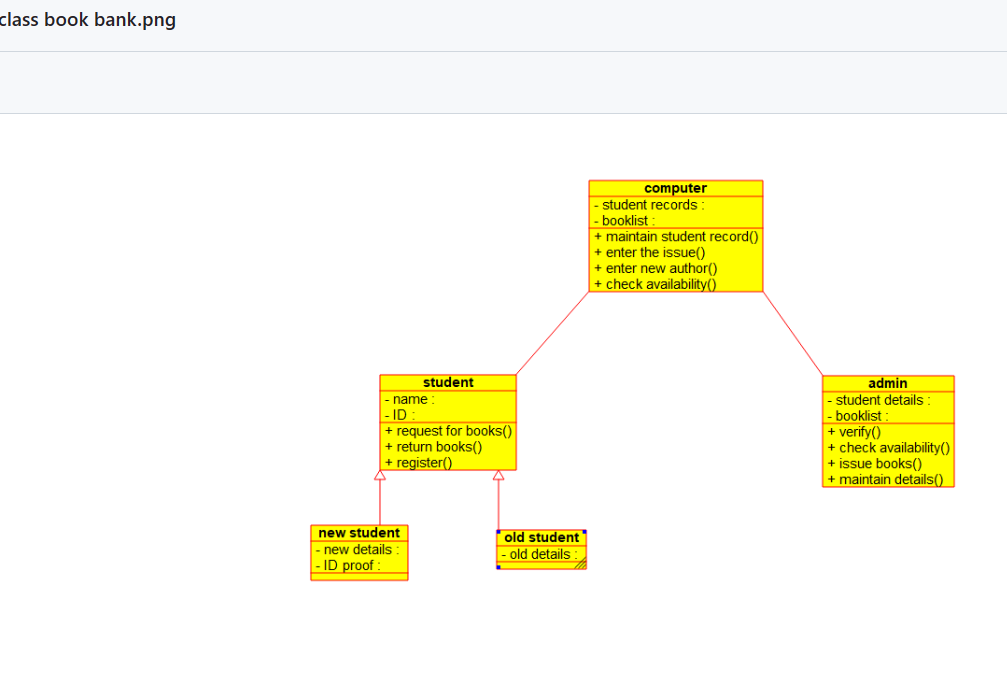 class book bank.png
computer
- student records :
- booklist :
+ maintain student record()
+ enter the issue()
+ enter new author()
+ check availability()
student
- name :
- ID :
+ request for books()
+ return books()
+ register()
admin
- student details :
- booklist :
+ verify()
+ check availability()
+ issue books()
+ maintain details()
new student
- new details :
- ID proof :
old student
- old details :